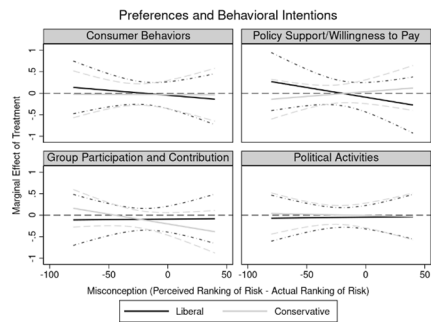 Preferences and Behavioral Intentions
Consumer Behaviors
Policy Support/Willingness to Pay
1
.5
0
-.5
-1
Group Participation and Contribution
Political Activities
1
.5
0
-.5
-1
Marginal Effect of Treatment
-100
-50
0
50
-100
-50
0
50
Misconception (Perceived Ranking of Risk - Actual Ranking of Risk)
Liberal
Conservative